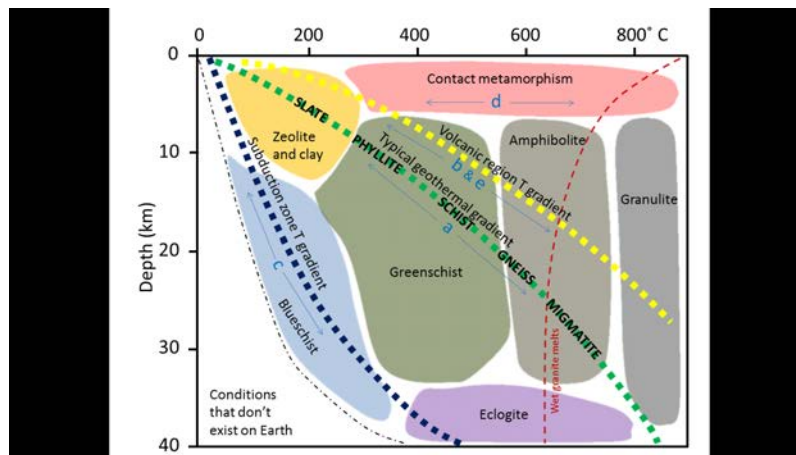 0
200
400
600
800° C
0
10
20
30
40
Depth (km)
Contact metamorphism
d
SLATE
Zeolite
and clay
PHYLLITE
Volcanic region T gradient
b & e
Typical geothermal gradient
Amphibolite
Granulite
SCHIST
a
GNEISS
Subduction zone T gradient
c
Greenschist
MIGMATITE
Blueschist
Wet granite melts
Conditions
that don't
exist on Earth
Eclogite